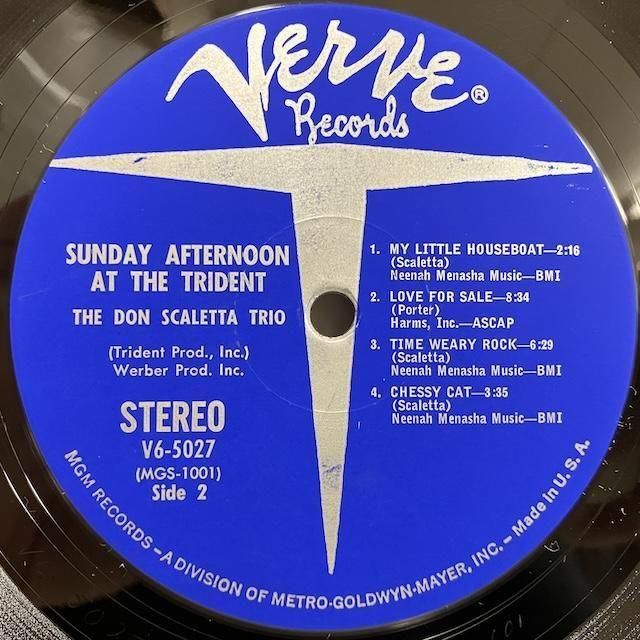 Verve ®
Records
SUNDAY AFTERNOON
AT THE TRIDENT
THE DON SCALETTA TRIO
(Trident Prod., Inc.)
Werber Prod. Inc.
STEREO
V6-5027
(MGS-1001)
Side 2
1. MY LITTLE HOUSEBOAT—2:16
(Scaletta)
Neenah Menasha Music—BMI
2. LOVE FOR SALE—8:34
(Porter)
Harms, Inc.—ASCAP
3. TIME WEARY ROCK—6:29
(Scaletta)
Neenah Menasha Music—BMI
4. CHESSY CAT—3:35
(Scaletta)
Neenah Menasha Music—BMI
MGM RECORDS—A DIVISION OF METRO-GOLDWYN-MAYER, INC.—Made in U.S.A.